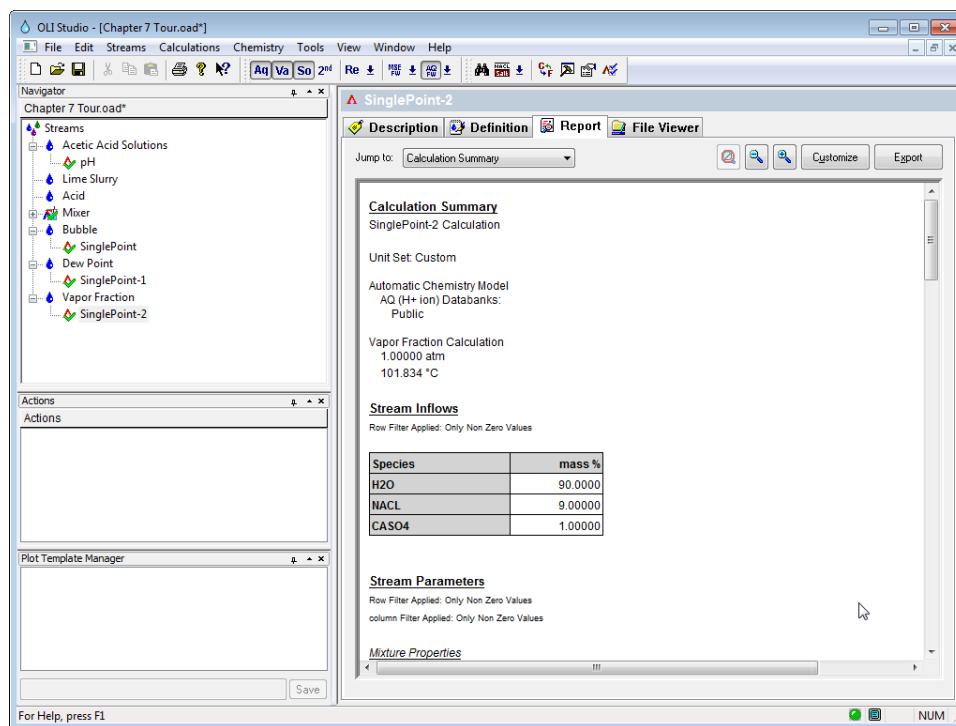 OLI Studio - [Chapter 7 Tour.oad*]
File Edit Streams Calculations Chemistry Tools View Window Help
Aq Va So 2nd Re MSE FW AQ FW
Navigator
Chapter 7 Tour.oad*
Streams
Acetic Acid Solutions
pH
Lime Slurry
Acid
Mixer
Bubble
SinglePoint
Dew Point
SinglePoint-1
Vapor Fraction
SinglePoint-2
Actions
Actions
Plot Template Manager
Save
SinglePoint-2
Description Definition Report File Viewer
Jump to: Calculation Summary Customize Export
Calculation Summary
SinglePoint-2 Calculation
Unit Set: Custom
Automatic Chemistry Model
AQ (H+ ion) Databanks:
Public
Vapor Fraction Calculation
1.00000 atm
101.834 °C
Stream Inflows
Row Filter Applied: Only Non Zero Values
Species mass %
H2O 90.0000
NACL 9.00000
CASO4 1.00000
Stream Parameters
Row Filter Applied: Only Non Zero Values
column Filter Applied: Only Non Zero Values
Mixture Properties
For Help, press F1 NUM